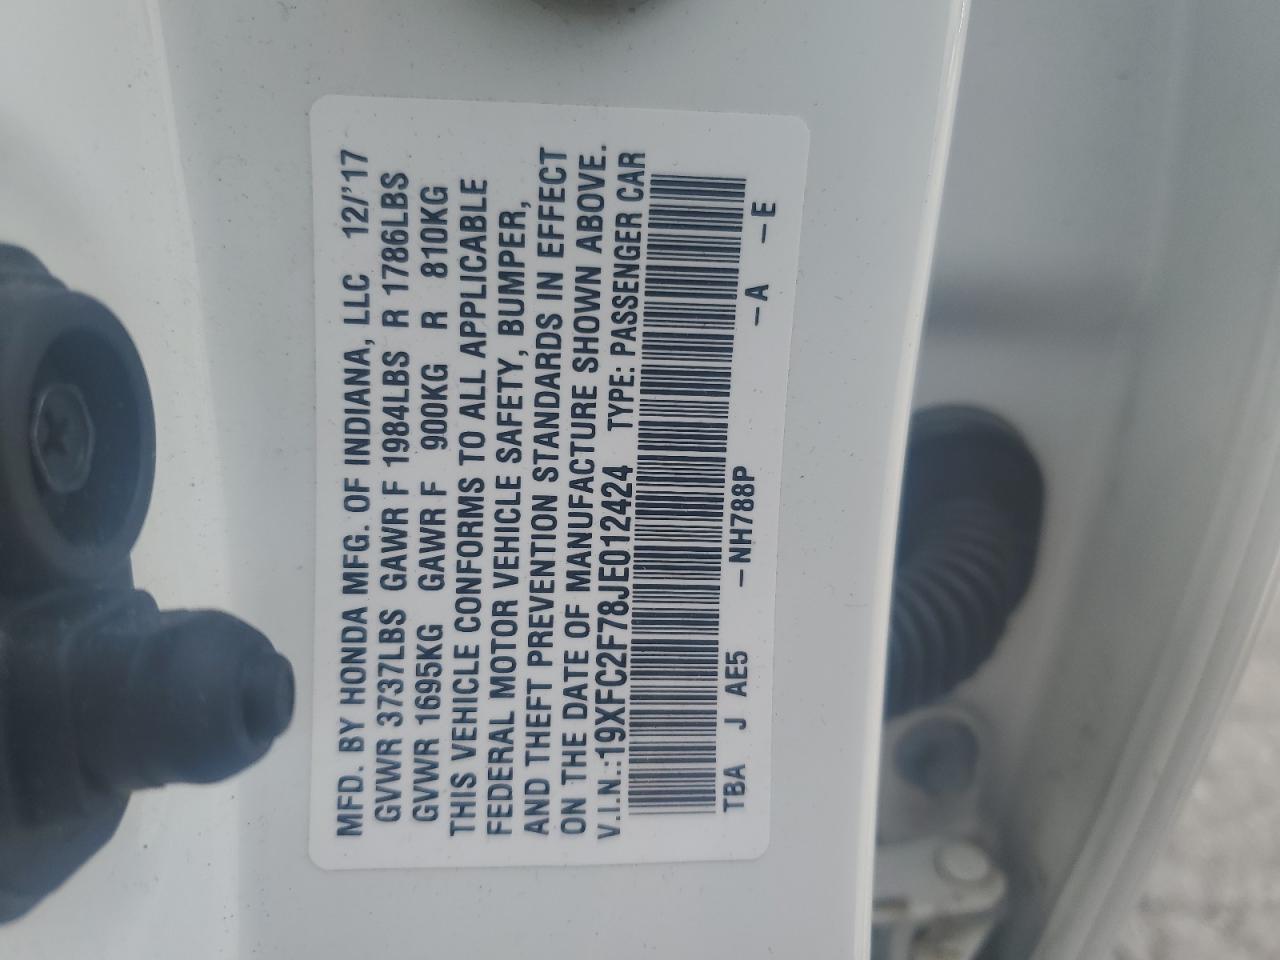 MFD. BY HONDA MFG. OF INDIANA, LLC 12/'17
GVWR 3737LBS GAWR F 1984LBS R 1786LBS
GVWR 1695KG GAWR F 900KG R 810KG
THIS VEHICLE CONFORMS TO ALL APPLICABLE
FEDERAL MOTOR VEHICLE SAFETY, BUMPER,
AND THEFT PREVENTION STANDARDS IN EFFECT
ON THE DATE OF MANUFACTURE SHOWN ABOVE.
V.I.N.:19XFC2F78JE012424 TYPE: PASSENGER CAR
TBA J AE5 -NH788P -A -E